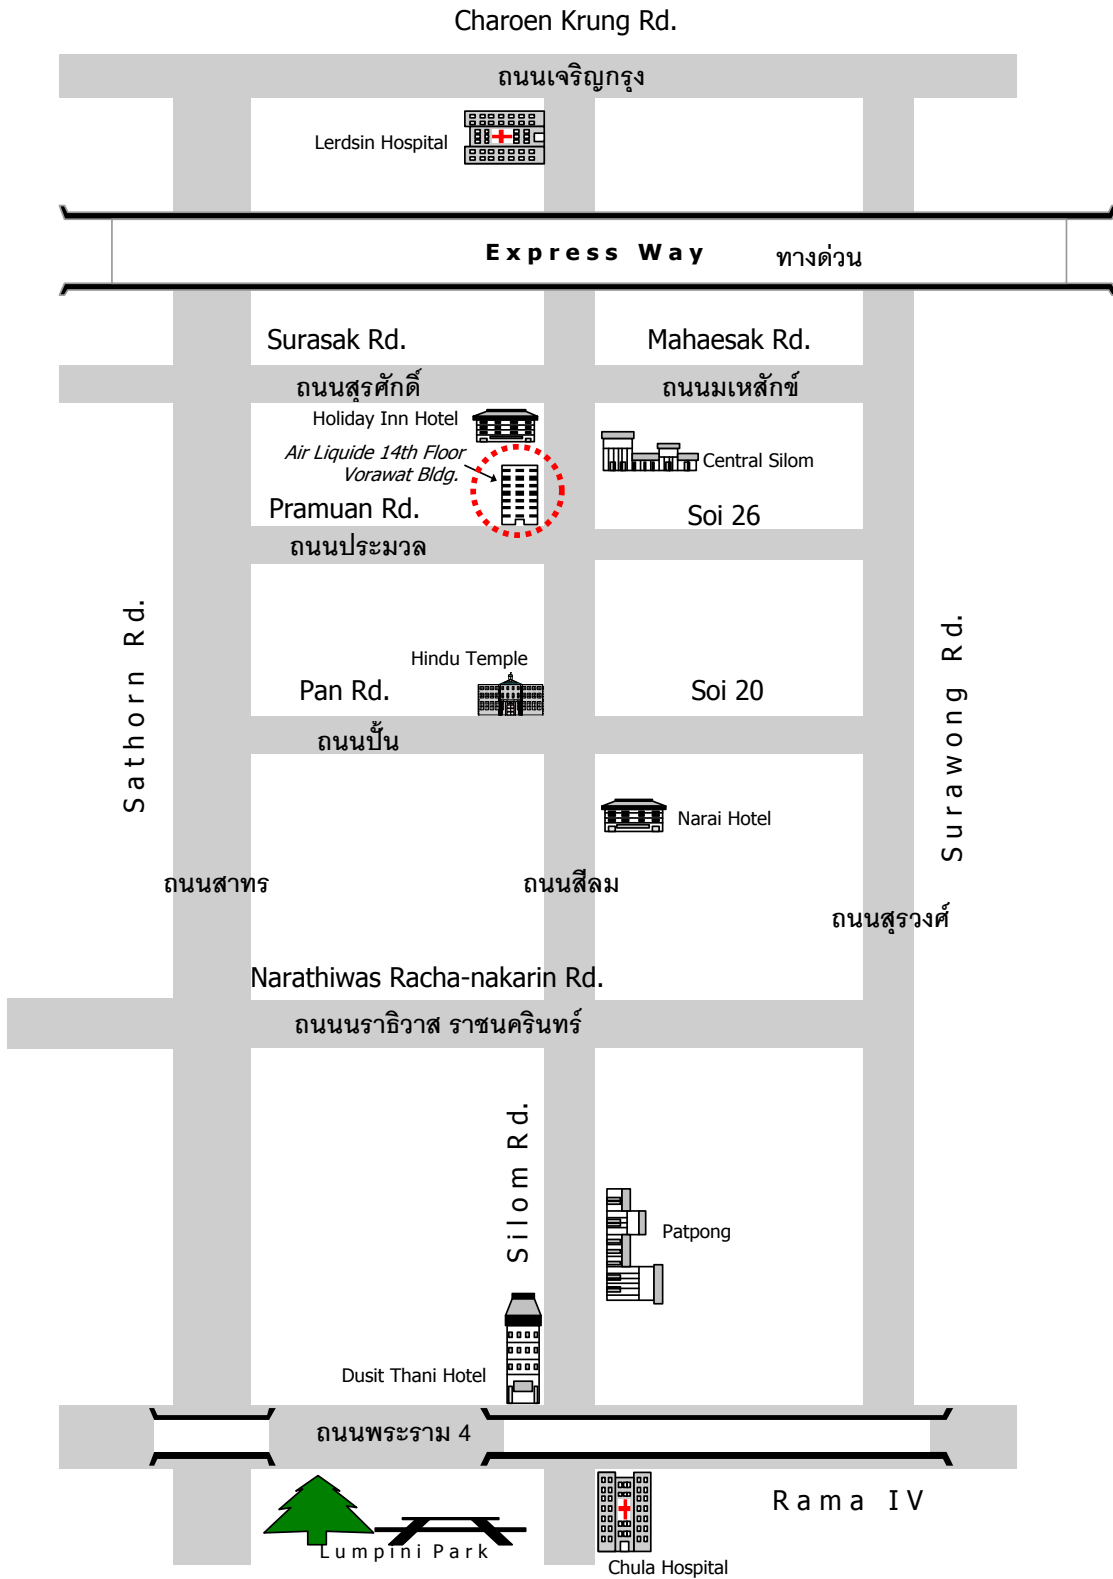 Charoen Krung Rd.
ถนนเจริญกรุง
Lerdsin Hospital
Express Way ทางด่วน
Surasak Rd.
Mahaesak Rd.
ถนนสุรศักดิ์
ถนนมเหสักข์
Holiday Inn Hotel
Air Liquide 14th Floor
Vorawat Bldg.
Central Silom
Pramuan Rd.
Soi 26
ถนนประมวล
Sathorn Rd.
Surawong Rd.
Hindu Temple
Pan Rd.
Soi 20
ถนนปั้น
Narai Hotel
ถนนสาทร
ถนนสีลม
ถนนสุรวงศ์
Narathiwas Racha-nakarin Rd.
ถนนนราธิวาส ราชนครินทร์
Silom Rd.
Patpong
Dusit Thani Hotel
ถนนพระราม 4
Rama IV
Lumpini Park
Chula Hospital